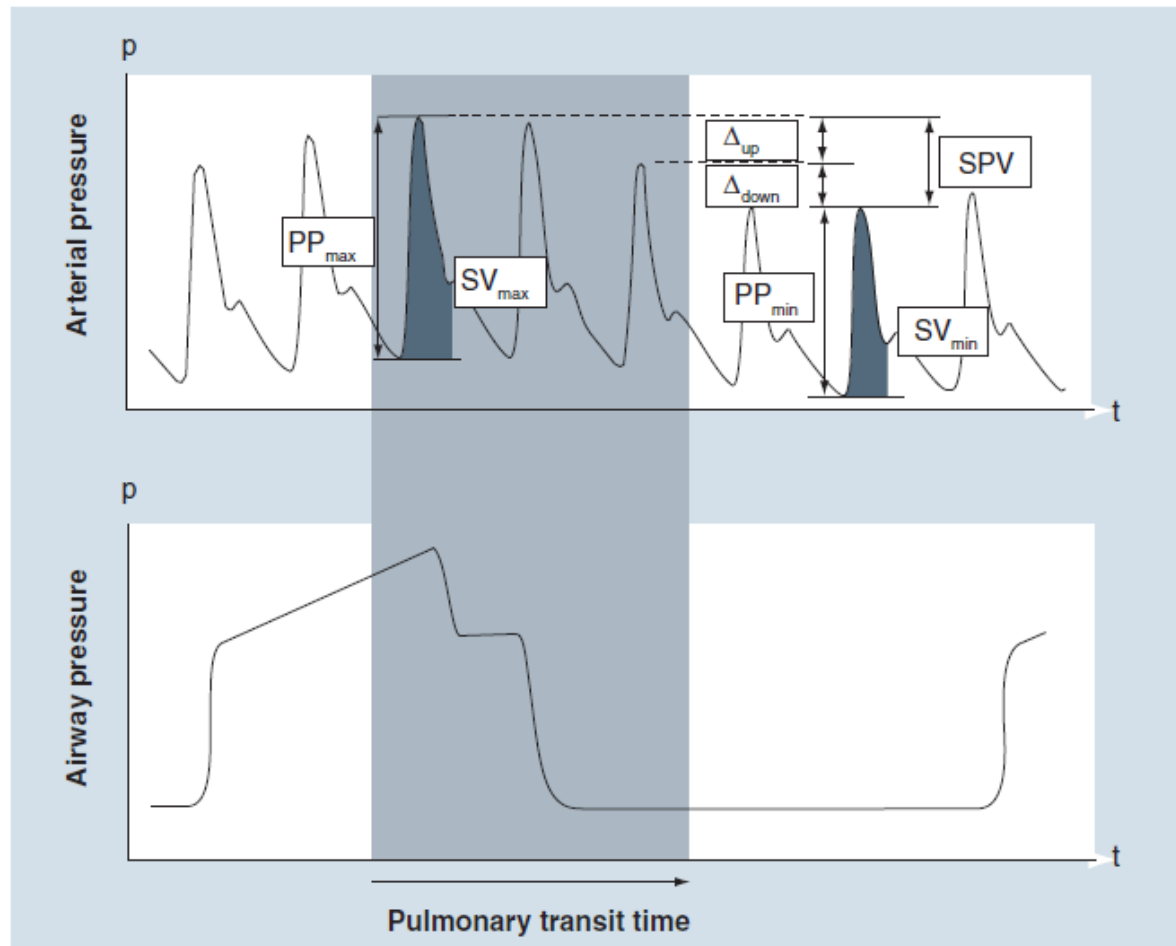 p
Arterial pressure
Δup
SPV
Δdown
PPmax
SVmax
PPmin
SVmin
t
p
Airway pressure
t
Pulmonary transit time